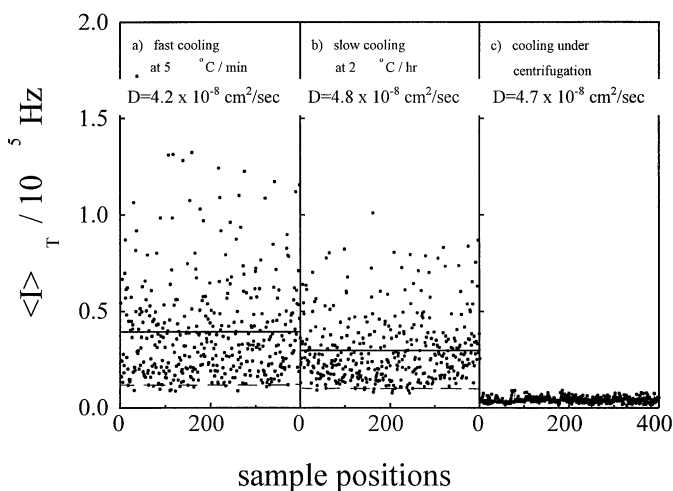 2.0
1.5
1.0
0.5
0.0
<I> T / 10 5 Hz
a) fast cooling
at 5 °C / min
D=4.2 x 10-8 cm2/sec
b) slow cooling
at 2 °C / hr
D=4.8 x 10-8 cm2/sec
c) cooling under
centrifugation
D=4.7 x 10-8 cm2/sec
0 200 0 200 0 200 400
sample positions